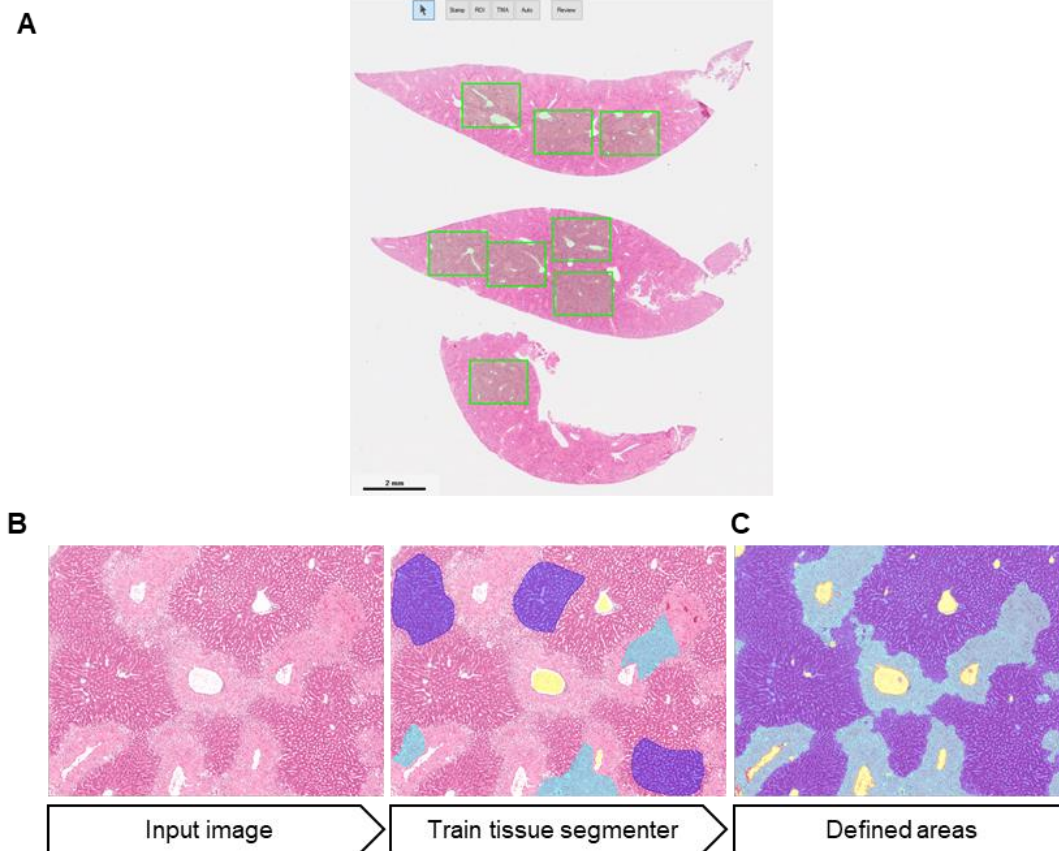 A
Stamp ROI TMA Auto Review
2 mm
B
C
Input image
Train tissue segmenter
Defined areas